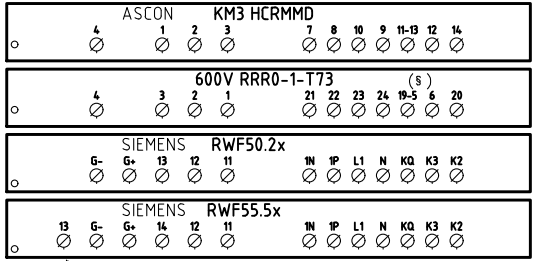 ASCON KM3 HCRMMD
4 1 2 3 7 8 10 9 11-13 12 14
600V RRR0-1-T73 (§)
4 3 2 1 21 22 23 24 19-5 6 20
SIEMENS RWF50.2x
G- G+ 13 12 11 1N 1P L1 N KQ K3 K2
SIEMENS RWF55.5x
13 G- G+ 14 12 11 1N 1P L1 N KQ K3 K2